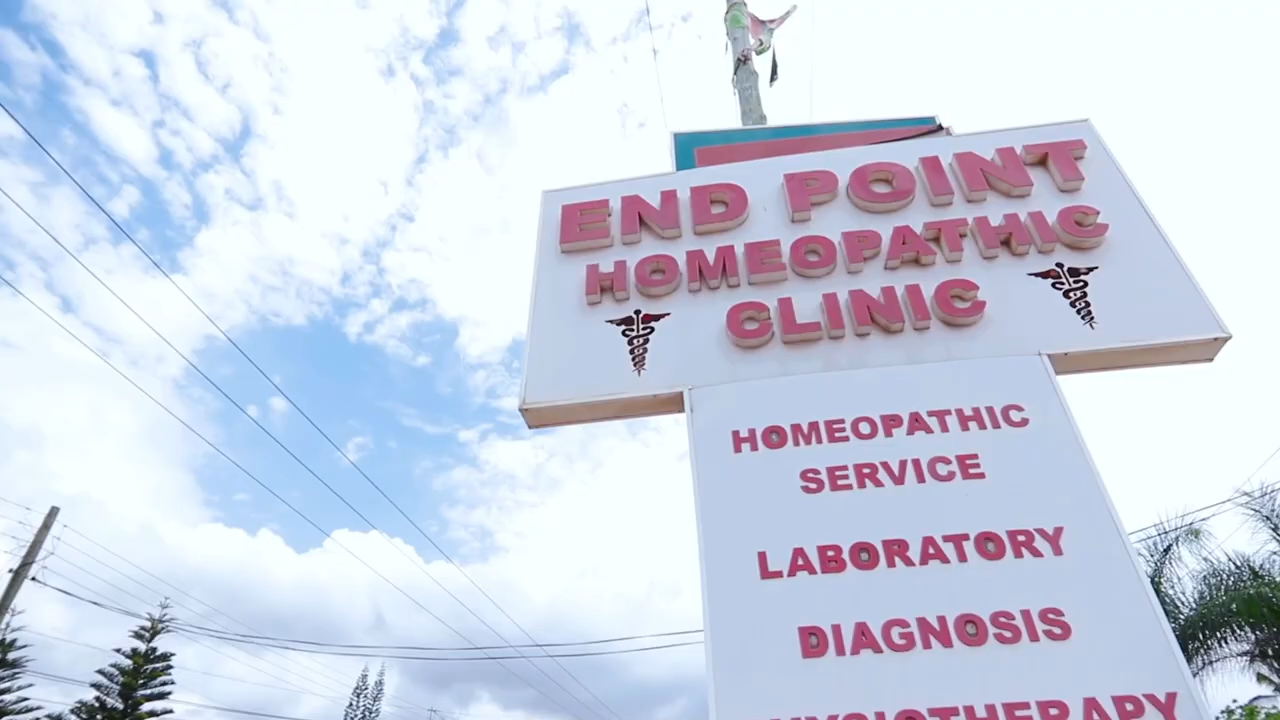 END POINT
HOMEOPATHIC
CLINIC
HOMEOPATHIC
SERVICE
LABORATORY
DIAGNOSIS